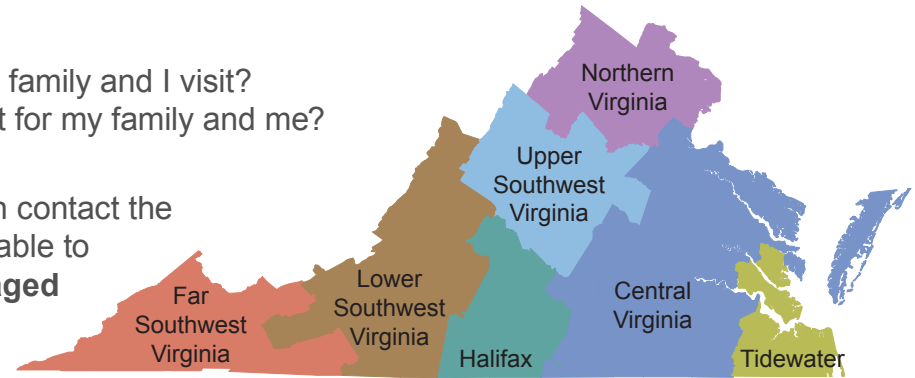 family and I visit?
t for my family and me?
n contact the
able to
aged
Northern
Virginia
Upper
Southwest
Virginia
Lower
Southwest
Virginia
Far
Southwest
Virginia
Halifax
Central
Virginia
Tidewater